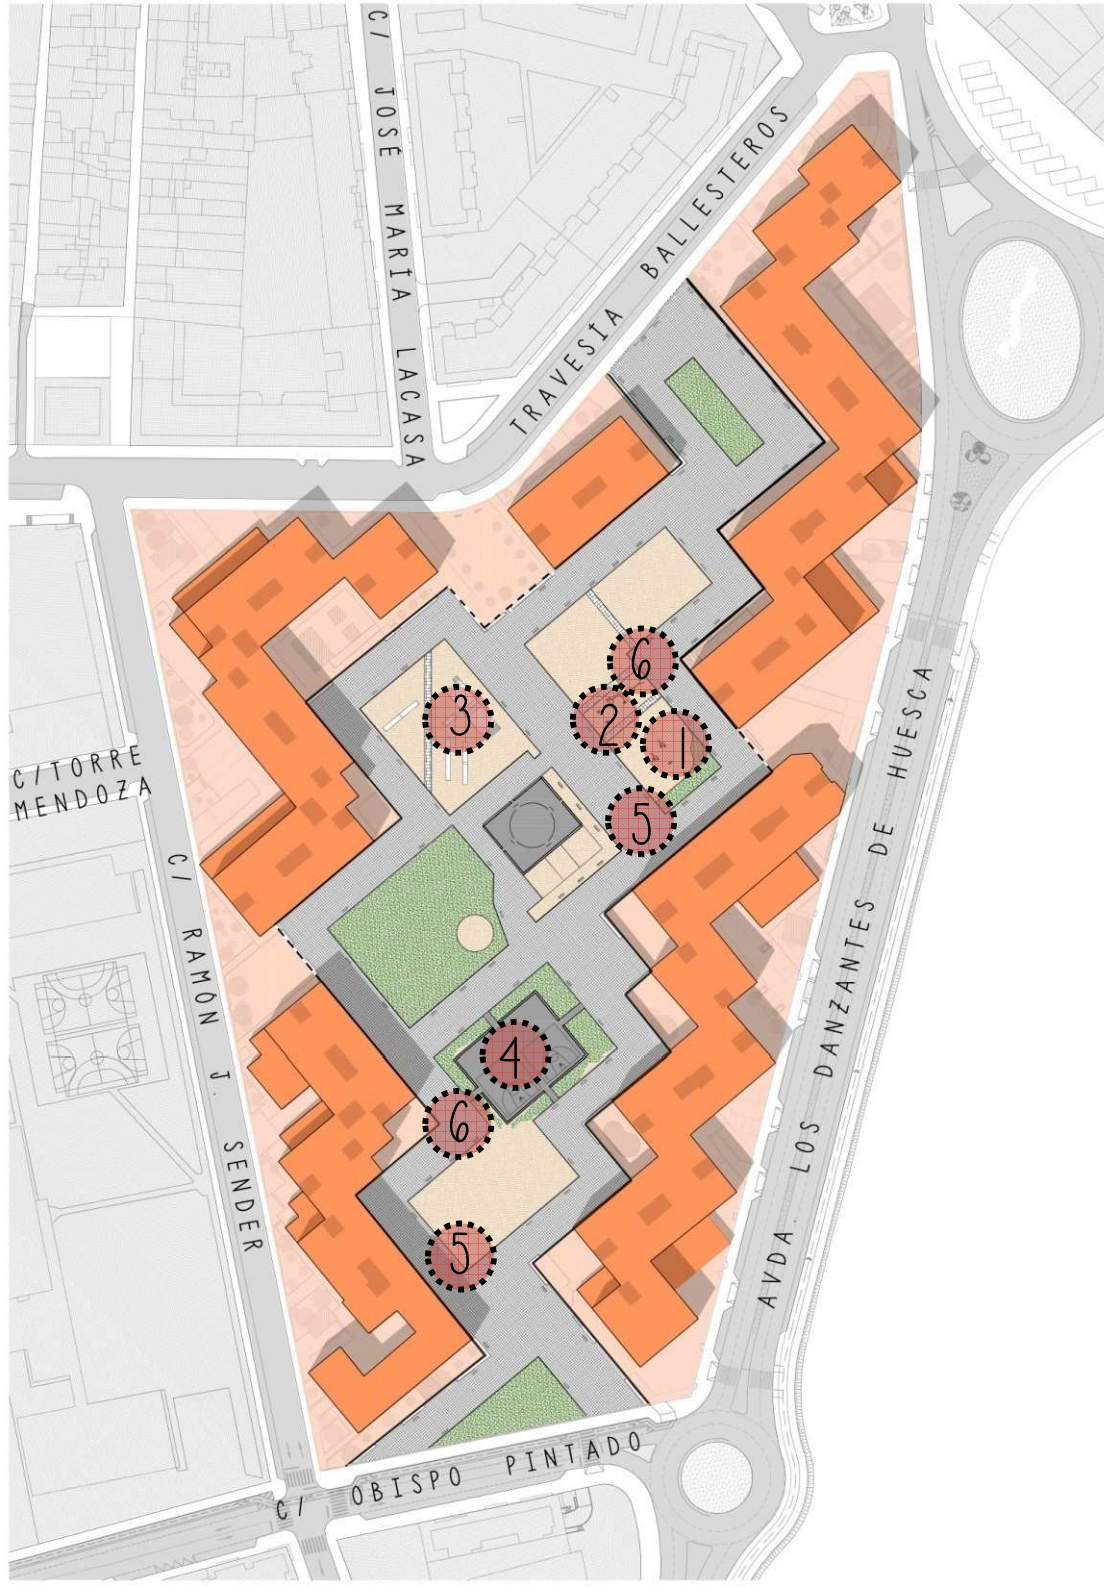 C/ JOSÉ MARÍA LACASA
TRAVESÍA BALLESTEROS
6
3
2
1
C/TORRE
MENDOZA
5
AVDA. LOS DANZANTES DE HUESCA
C/ RAMÓN J. SENDER
4
6
5
C/ OBISPO PINTADO